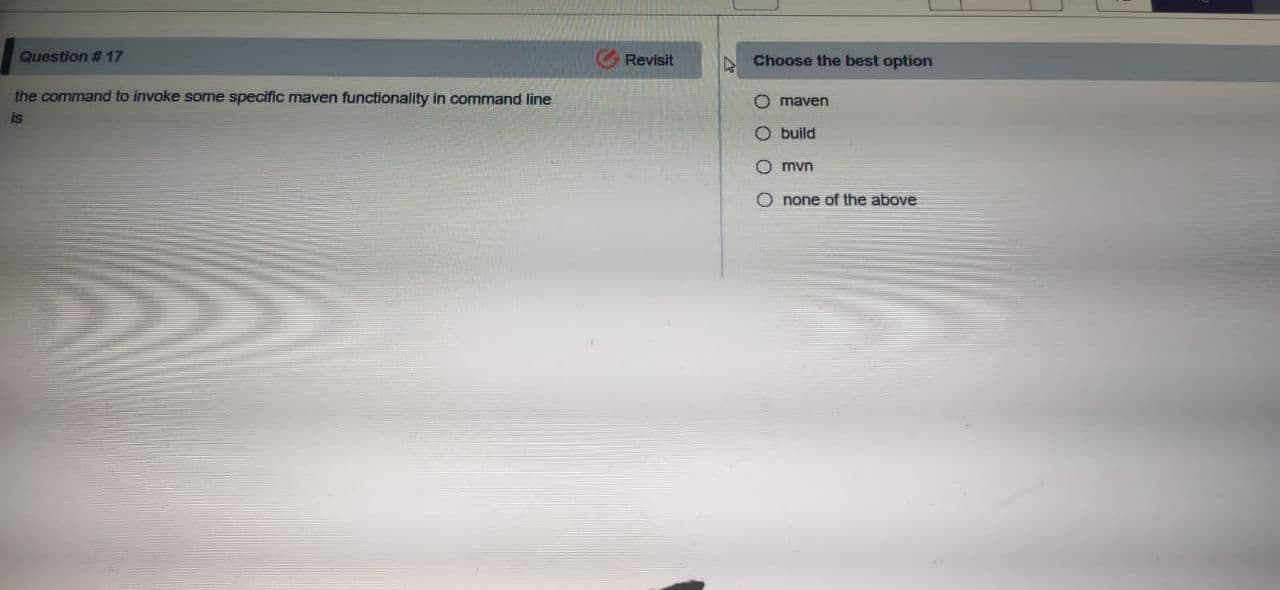 Question # 17
Revisit
the command to invoke some specific maven functionality in command line
is
Choose the best option
maven
build
mvn
none of the above